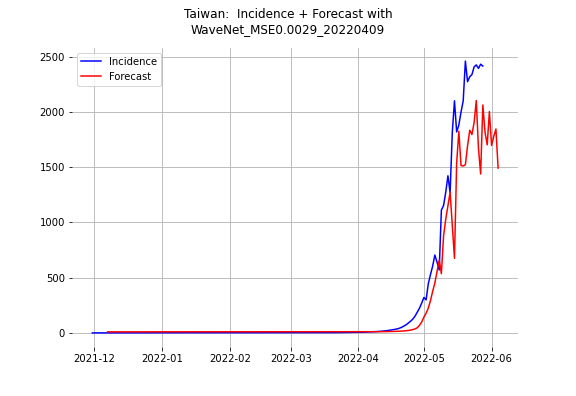 Taiwan:  Incidence + Forecast with
WaveNet_MSE0.0029_20220409
Incidence
Forecast
2500
2000
1500
1000
500
0
2021-12 2022-01 2022-02 2022-03 2022-04 2022-05 2022-06